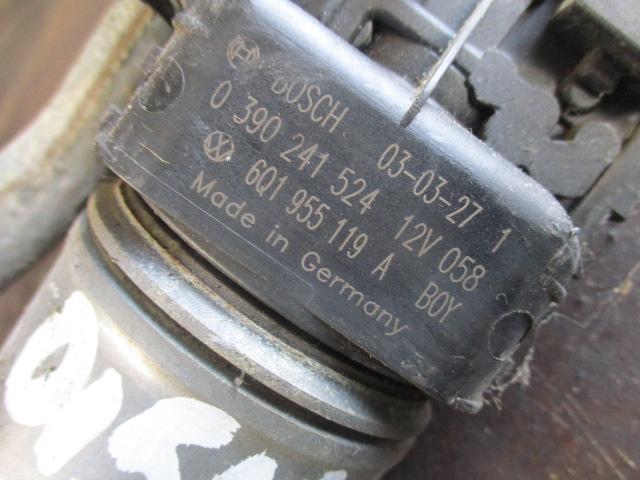 BOSCH 03-03-27 1
0 390 241 524 12V 058
6Q1 955 119 A BOY
Made in Germany